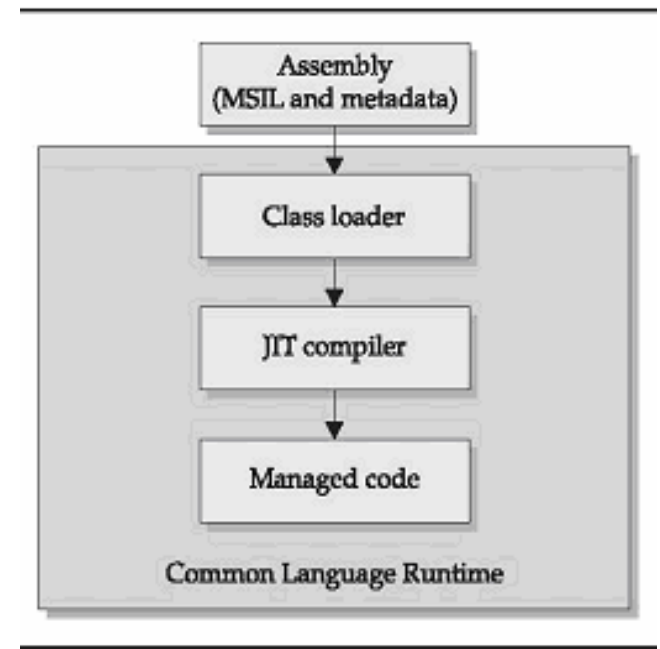 Assembly
(MSIL and metadata)
Class loader
JIT compiler
Managed code
Common Language Runtime